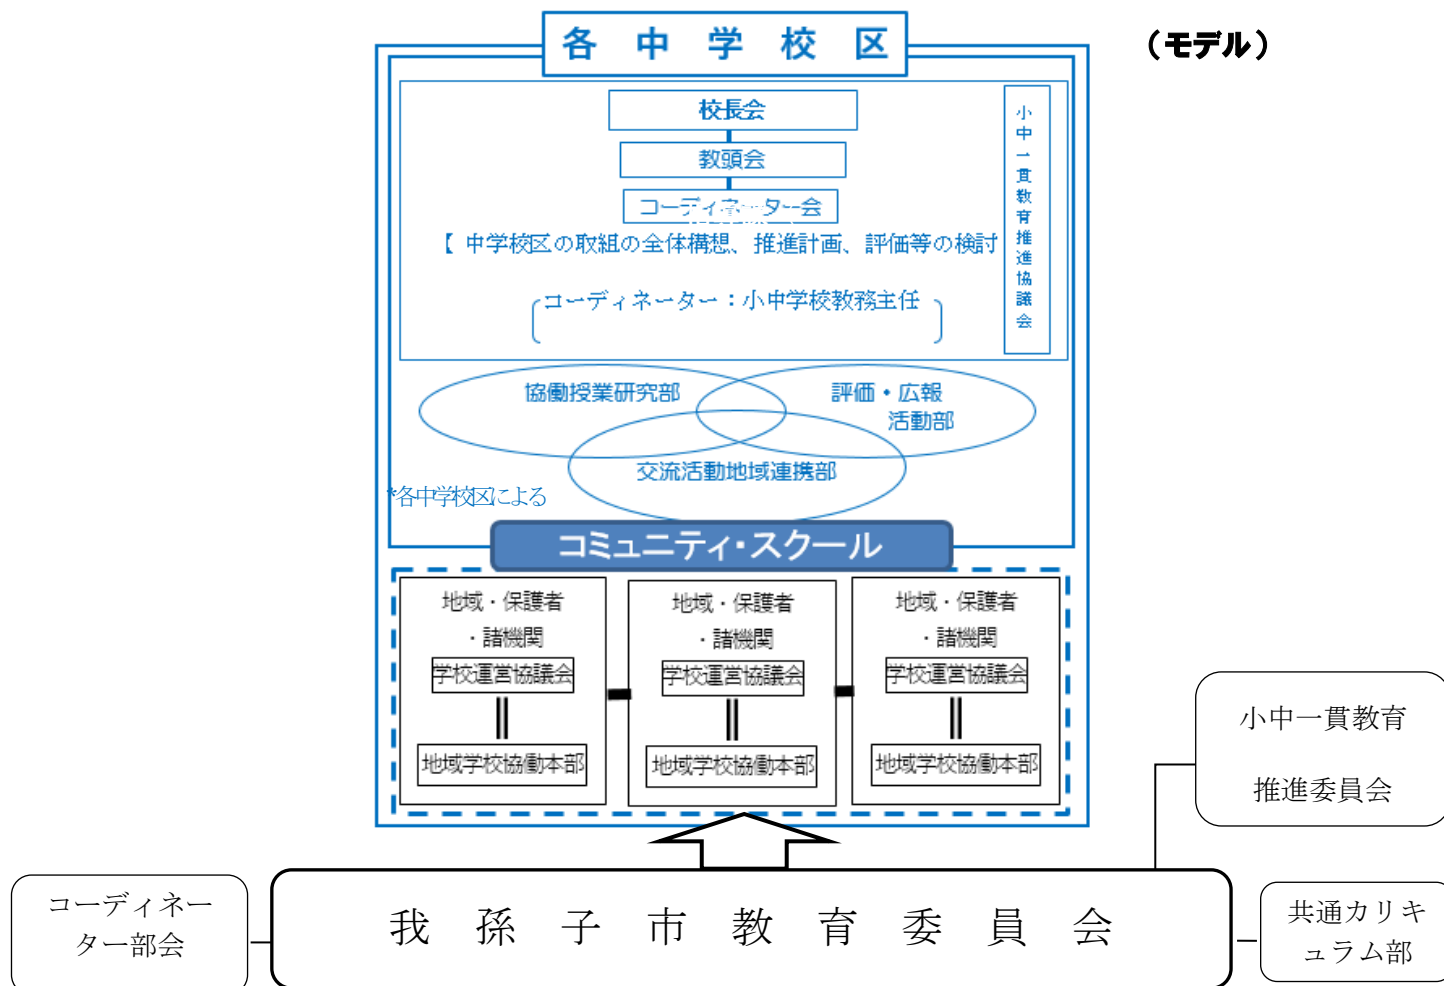 各中学校区
（モデル）
校長会
教頭会
コーディネーター会
【 中学校区の取組の全体構想、推進計画、評価等の検討
コーディネーター：小中学校教務主任
小中一貫教育推進協議会
協働授業研究部
評価・広報
活動部
交流活動地域連携部
*各中学校区による
コミュニティ・スクール
地域・保護者
・諸機関
学校運営協議会
地域学校協働本部
地域・保護者
・諸機関
学校運営協議会
地域学校協働本部
地域・保護者
・諸機関
学校運営協議会
地域学校協働本部
小中一貫教育
推進委員会
コーディネー
ター部会
我孫子市教育委員会
共通カリキ
ュラム部